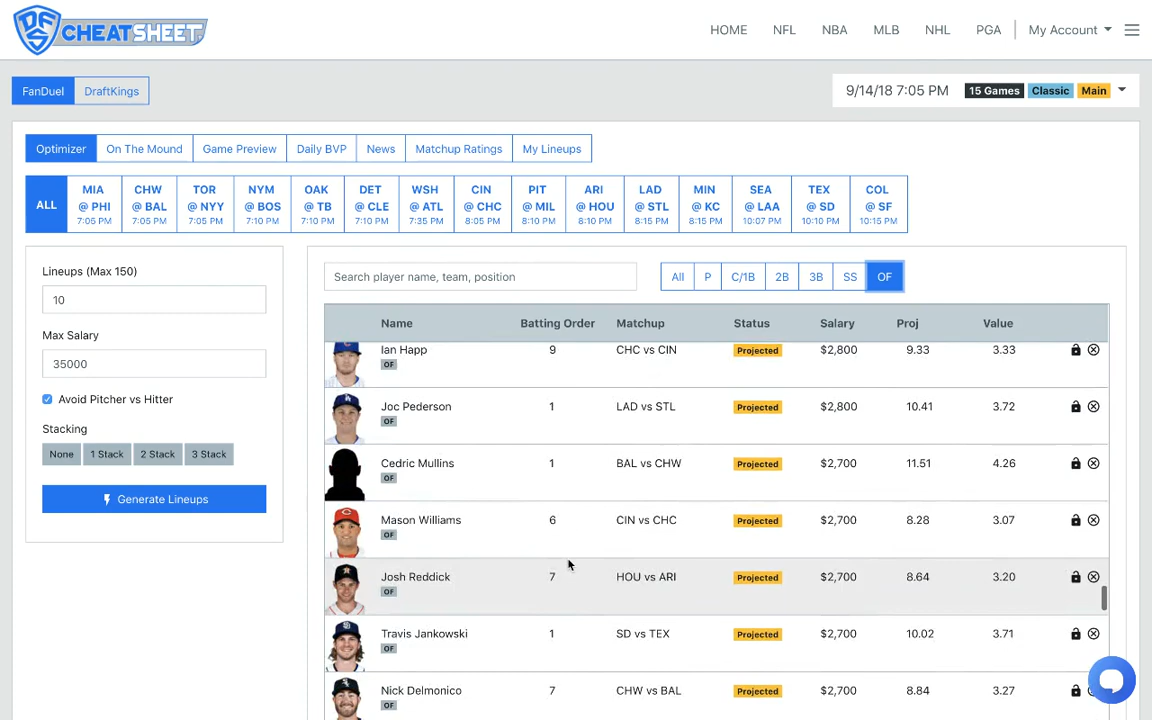 DFS CHEATSHEET
HOME NFL NBA MLB NHL PGA My Account
FanDuel DraftKings
9/14/18 7:05 PM 15 Games Classic Main
Optimizer On The Mound Game Preview Daily BVP News Matchup Ratings My Lineups
ALL
MIA @ PHI 7:05 PM
CHW @ BAL 7:05 PM
TOR @ NYY 7:05 PM
NYM @ BOS 7:10 PM
OAK @ TB 7:10 PM
DET @ CLE 7:10 PM
WSH @ ATL 7:35 PM
CIN @ CHC 8:05 PM
PIT @ MIL 8:10 PM
ARI @ HOU 8:10 PM
LAD @ STL 8:15 PM
MIN @ KC 8:15 PM
SEA @ LAA 10:07 PM
TEX @ SD 10:10 PM
COL @ SF 10:15 PM
Lineups (Max 150)
10
Max Salary
35000
Avoid Pitcher vs Hitter
Stacking
None 1 Stack 2 Stack 3 Stack
Generate Lineups
Search player name, team, position
All P C/1B 2B 3B SS OF
Name Batting Order Matchup Status Salary Proj Value
Ian Happ 9 CHC vs CIN Projected $2,800 9.33 3.33
OF
Joc Pederson 1 LAD vs STL Projected $2,800 10.41 3.72
OF
Cedric Mullins 1 BAL vs CHW Projected $2,700 11.51 4.26
OF
Mason Williams 6 CIN vs CHC Projected $2,700 8.28 3.07
OF
Josh Reddick 7 HOU vs ARI Projected $2,700 8.64 3.20
OF
Travis Jankowski 1 SD vs TEX Projected $2,700 10.02 3.71
OF
Nick Delmonico 7 CHW vs BAL Projected $2,700 8.84 3.27
OF